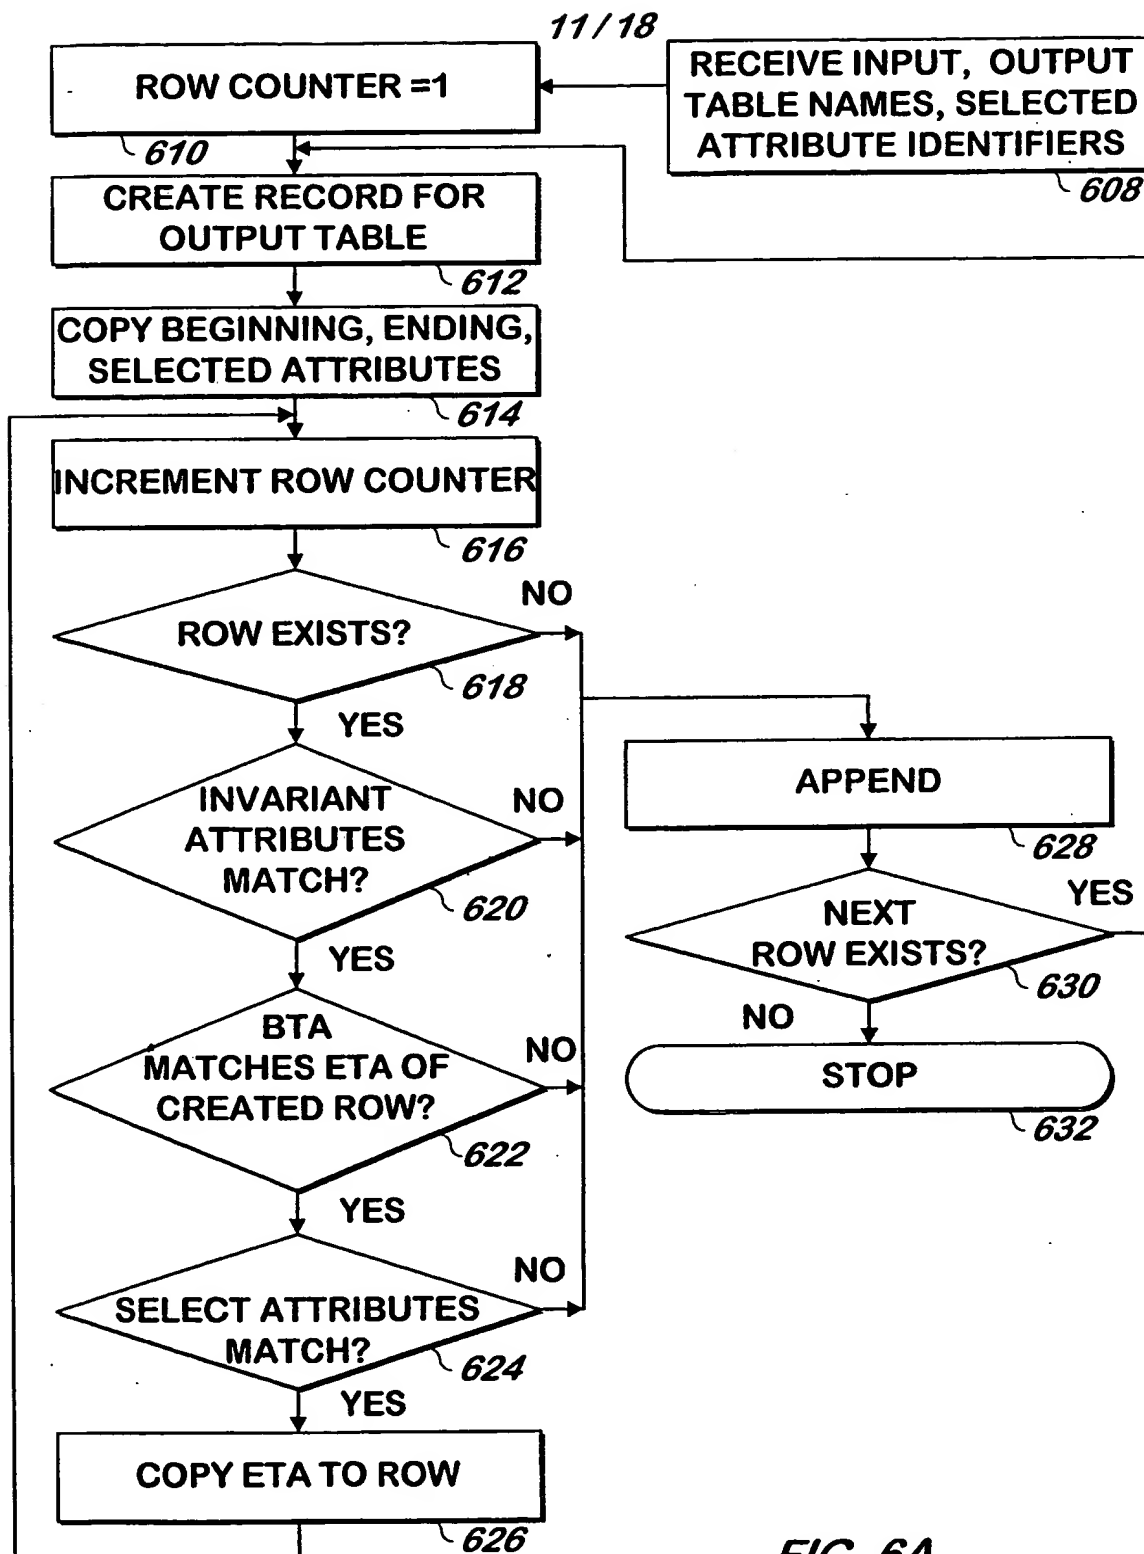 11/18
ROW COUNTER =1
610
RECEIVE INPUT, OUTPUT
TABLE NAMES, SELECTED
ATTRIBUTE IDENTIFIERS
608
CREATE RECORD FOR
OUTPUT TABLE
612
COPY BEGINNING, ENDING,
SELECTED ATTRIBUTES
614
INCREMENT ROW COUNTER
616
ROW EXISTS?
NO
618
YES
INVARIANT
ATTRIBUTES
MATCH?
NO
620
YES
BTA
MATCHES ETA OF
CREATED ROW?
NO
622
YES
SELECT ATTRIBUTES
MATCH?
NO
624
YES
COPY ETA TO ROW
626
APPEND
628
NEXT
ROW EXISTS?
YES
630
NO
STOP
632
FIG. 6A